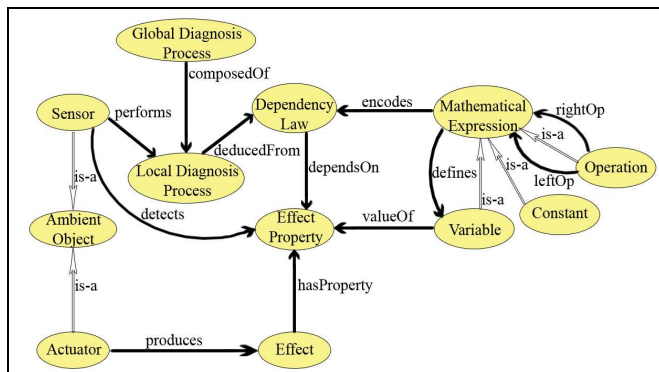 Global Diagnosis
Process
composedOf
Sensor
performs
Dependency
Law
encodes
Mathematical
Expression
rightOp
is-a
Operation
leftOp
is-a
deducedFrom
Local Diagnosis
Process
dependsOn
defines
is-a
is-a
Constant
Ambient
Object
detects
Effect
Property
valueOf
Variable
is-a
hasProperty
Actuator
produces
Effect